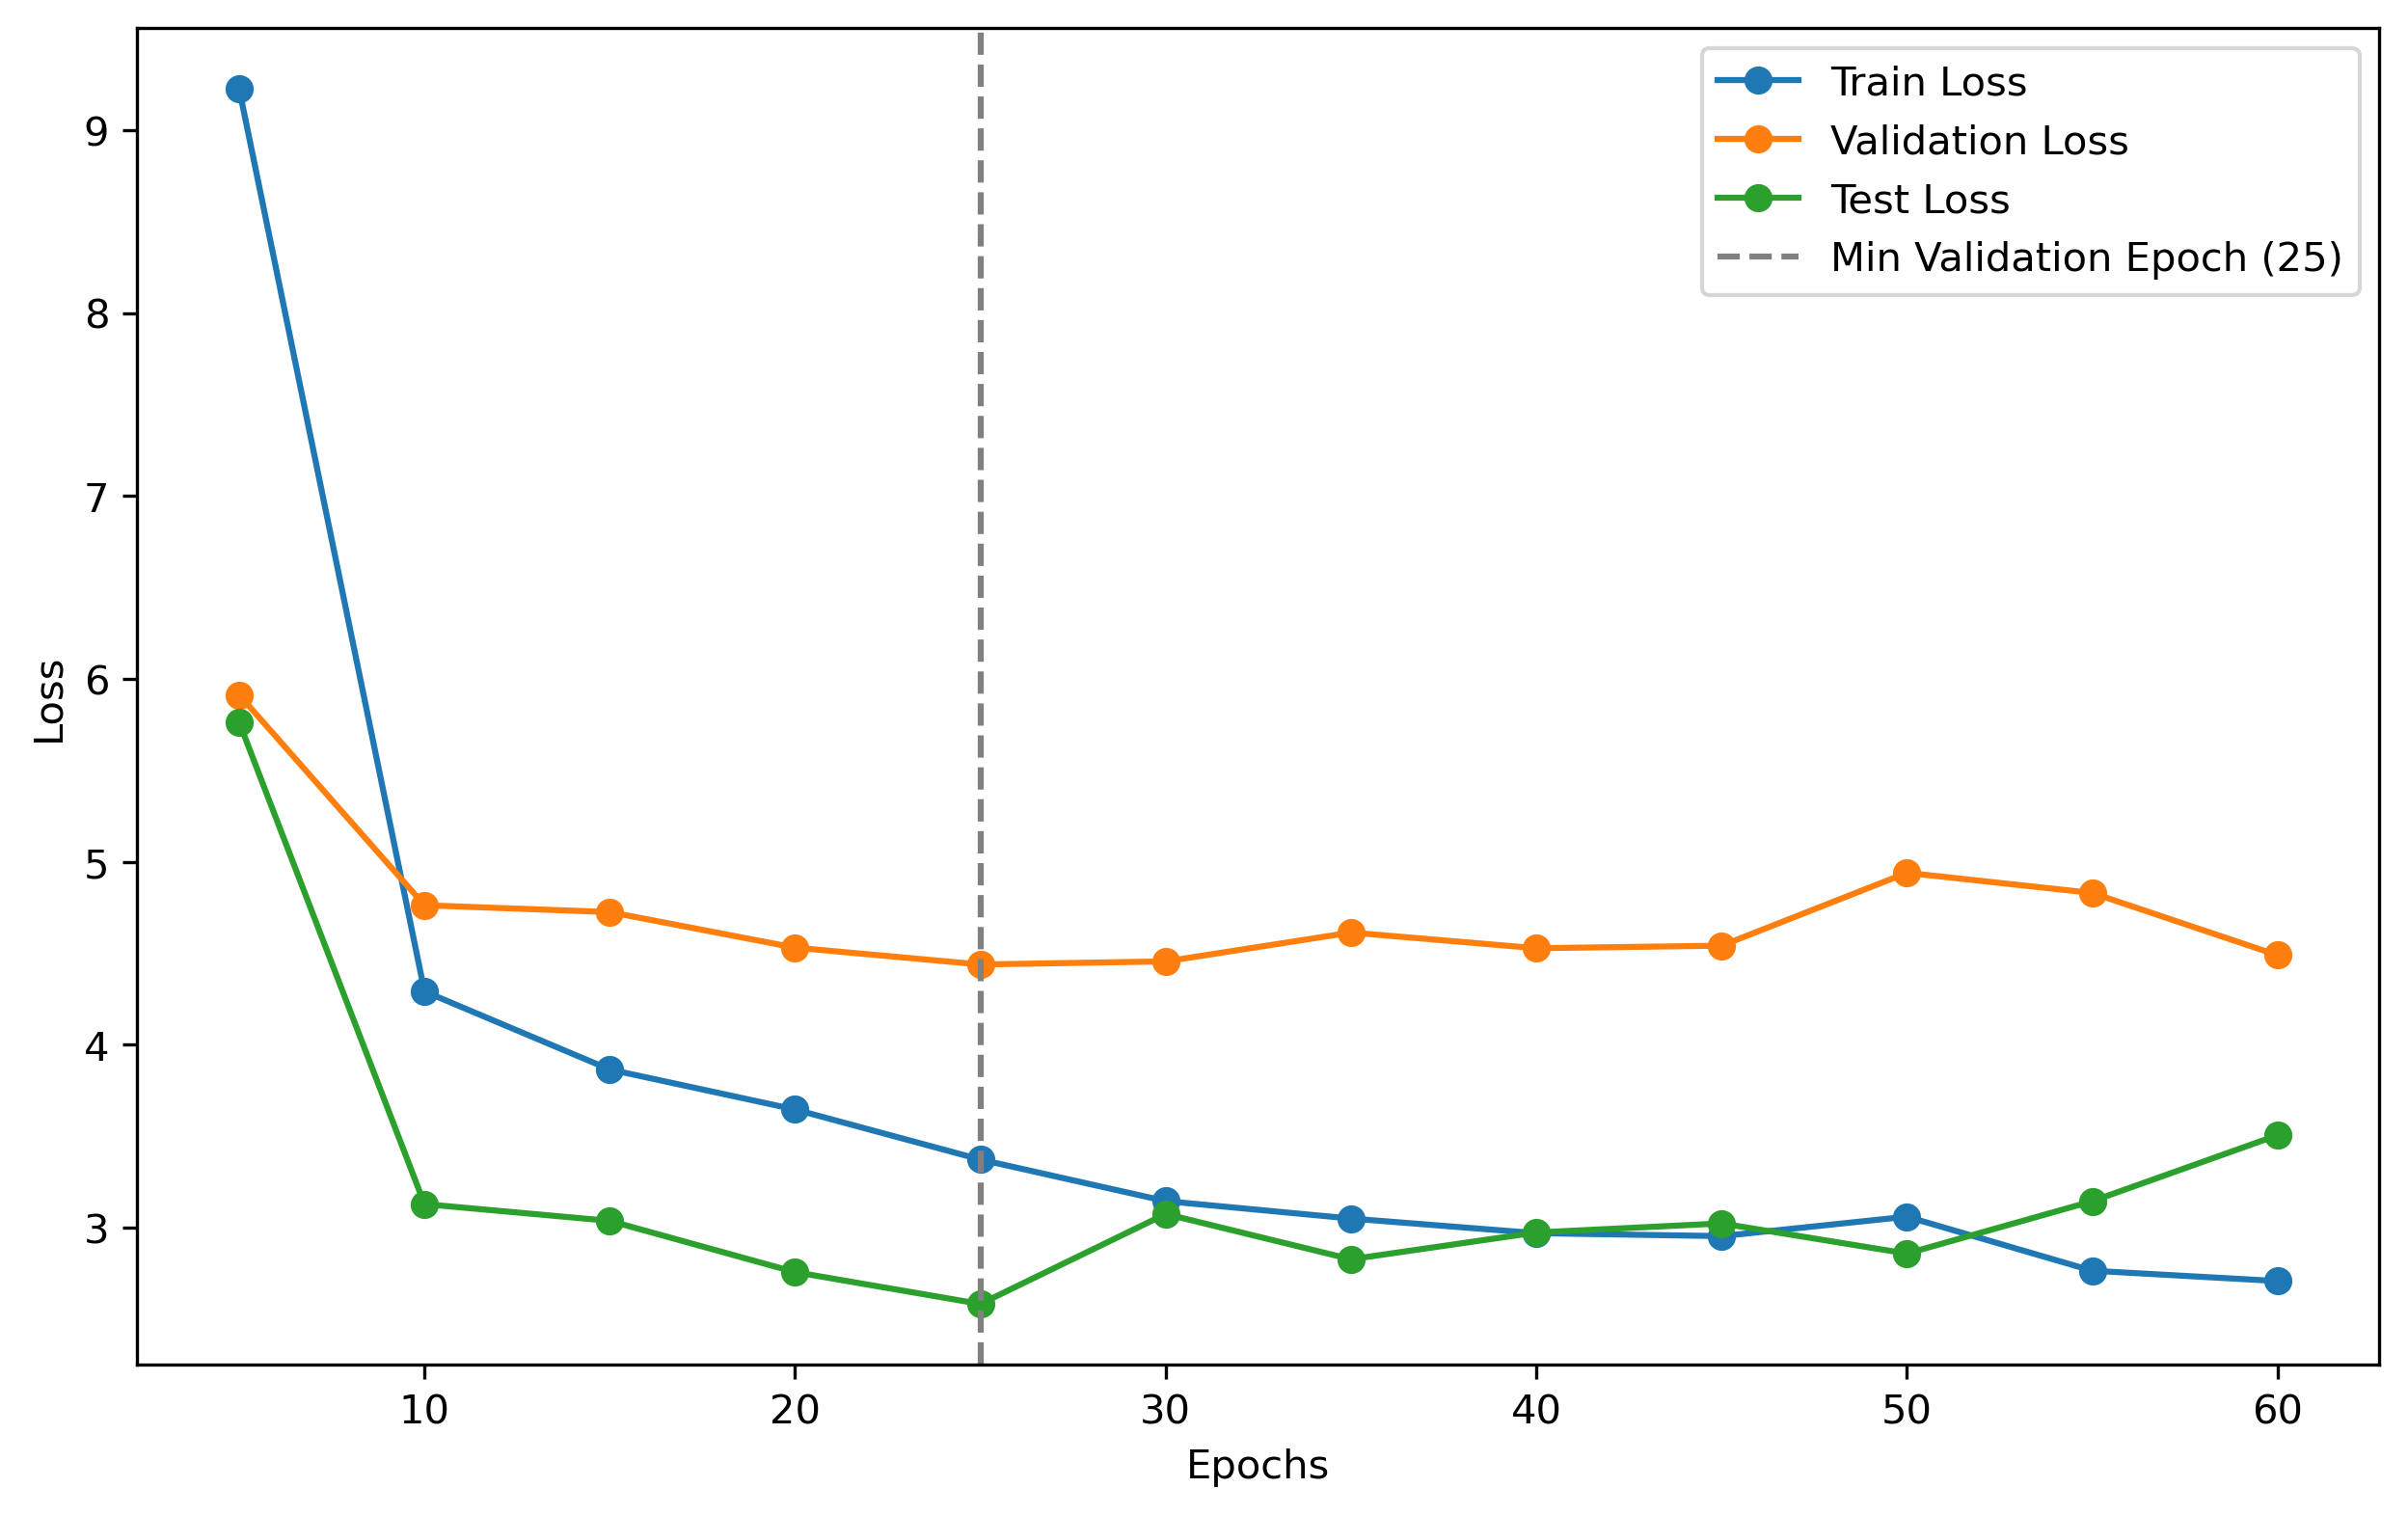 Train Loss
Validation Loss
Test Loss
Min Validation Epoch (25)
9
8
7
6
5
4
3
Loss
10 20 30 40 50 60
Epochs